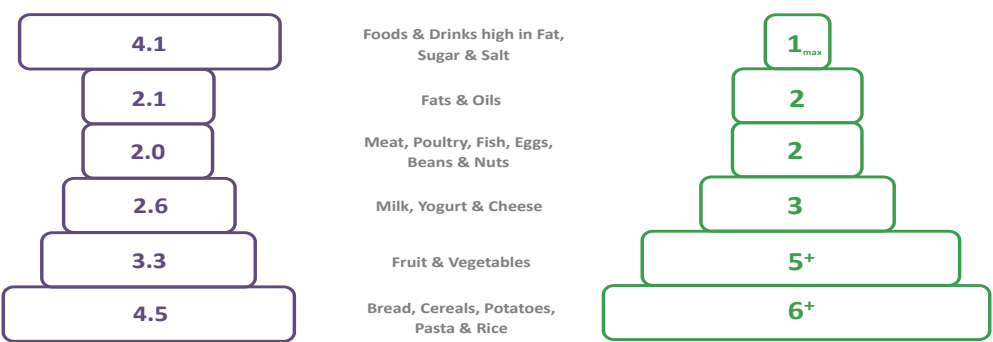 4.1
Foods & Drinks high in Fat,
Sugar & Salt
1max
2.1
Fats & Oils
2
2.0
Meat, Poultry, Fish, Eggs,
Beans & Nuts
2
2.6
Milk, Yogurt & Cheese
3
3.3
Fruit & Vegetables
5+
4.5
Bread, Cereals, Potatoes,
Pasta & Rice
6+